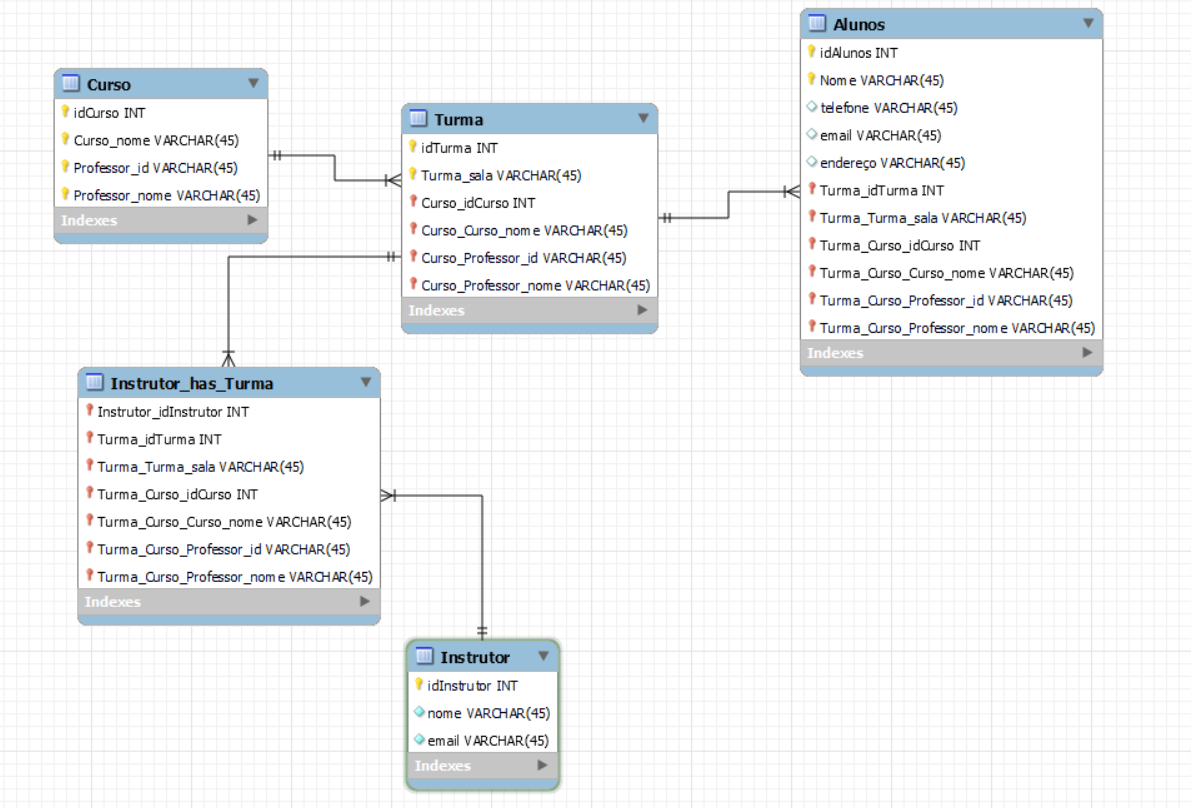 Curso
idCurso INT
Curso_nome VARCHAR(45)
Professor_id VARCHAR(45)
Professor_nome VARCHAR(45)
Indexes
Turma
idTurma INT
Turma_sala VARCHAR(45)
Curso_idCurso INT
Curso_Curso_nome VARCHAR(45)
Curso_Professor_id VARCHAR(45)
Curso_Professor_nome VARCHAR(45)
Indexes
Alunos
idAlunos INT
Nome VARCHAR(45)
telefone VARCHAR(45)
email VARCHAR(45)
endereço VARCHAR(45)
Turma_idTurma INT
Turma_Turma_sala VARCHAR(45)
Turma_Curso_idCurso INT
Turma_Curso_Curso_nome VARCHAR(45)
Turma_Curso_Professor_id VARCHAR(45)
Turma_Curso_Professor_nome VARCHAR(45)
Indexes
Instrutor_has_Turma
Instrutor_idInstrutor INT
Turma_idTurma INT
Turma_Turma_sala VARCHAR(45)
Turma_Curso_idCurso INT
Turma_Curso_Curso_nome VARCHAR(45)
Turma_Curso_Professor_id VARCHAR(45)
Turma_Curso_Professor_nome VARCHAR(45)
Indexes
Instrutor
idInstrutor INT
nome VARCHAR(45)
email VARCHAR(45)
Indexes